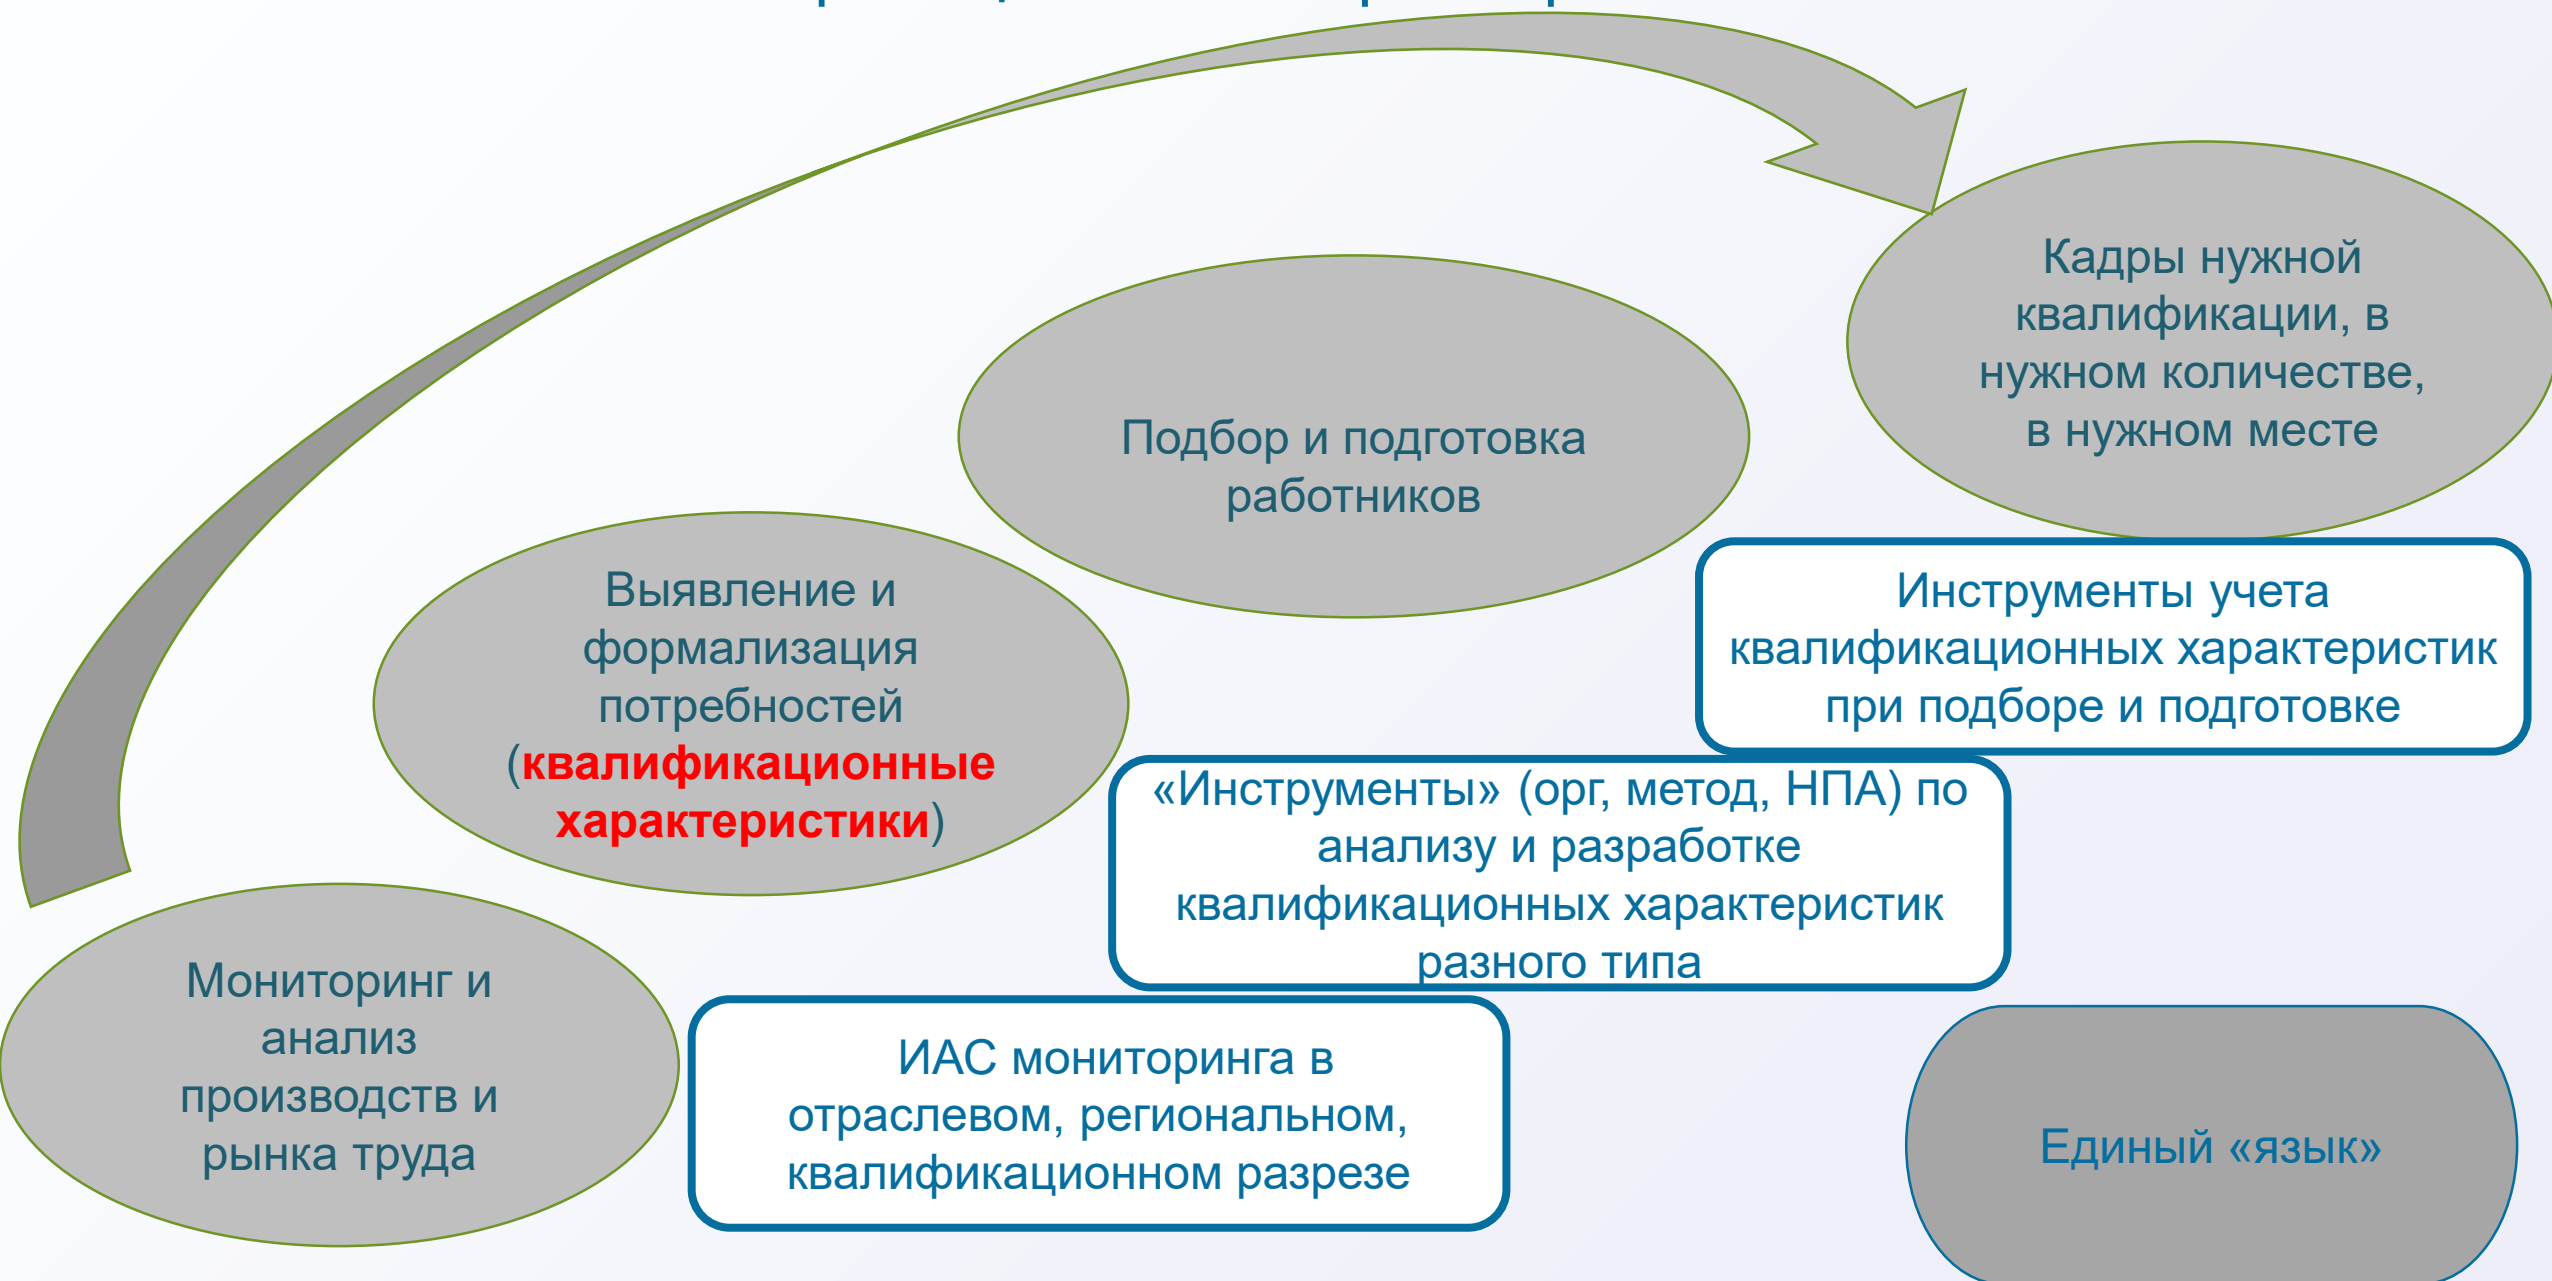 Кадры нужной
квалификации, в
нужном количестве,
в нужном месте
Подбор и подготовка
работников
Выявление и
формализация
потребностей
(квалификационные
характеристики)
Инструменты учета
квалификационных характеристик
при подборе и подготовке
«Инструменты» (орг, метод, НПА) по
анализу и разработке
квалификационных характеристик
разного типа
Мониторинг и
анализ
производств и
рынка труда
ИАС мониторинга в
отраслевом, региональном,
квалификационном разрезе
Единый «язык»